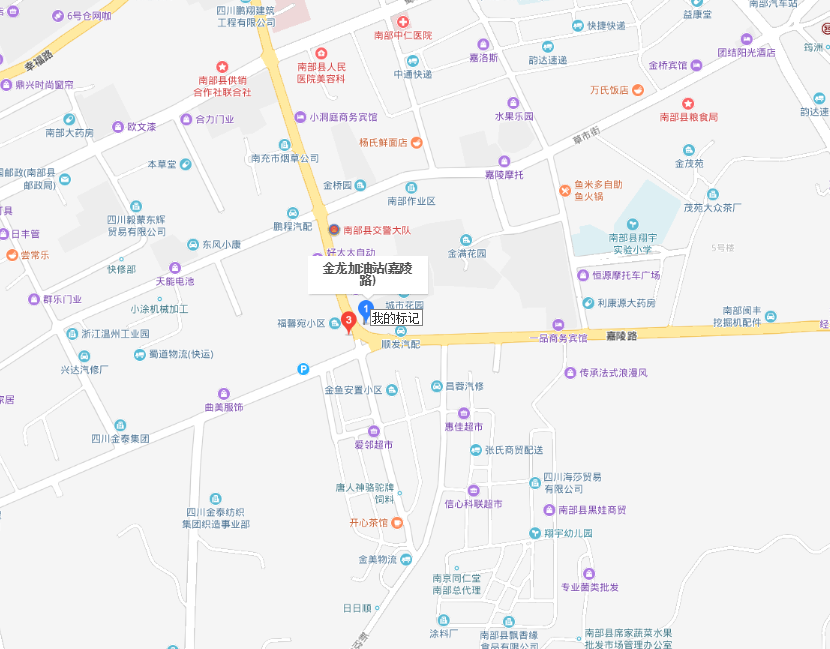 6号仓网咖
四川鹏翔建筑
工程有限公司
南部中仁医院
快捷快递
益康堂
南部汽车站
幸福路
鼎兴时尚窗帘
南部县供销
合作社联合社
南部县人民
医院美容科
中通快递
嘉洛斯
韵达速递
金桥宾馆
团结阳光酒店
筠洲
万氏饭店
南部县粮食局
韵达速
南部大药房
欧文漆
合力门业
小洞庭商务宾馆
水果乐园
草市街
杨氏鲜面店
本草堂
南充市烟草公司
金茂苑
邮政(南部县
邮政局)
嘉陵摩托
金桥园
南部作业区
鱼米多自助
鱼火锅
茂苑大众茶厂
四川毅蒙东辉
贸易有限公司
鹏程汽配
南部县交警大队
日丰管
东风小康
南部县翔宇
实验小学
5号楼
尝常乐
快修部
好太太自动
金满花园
天能电池
金龙加油站(嘉陵
路)
恒源摩托车广场
群乐门业
小涂机械加工
城市花园
利康源大药房
我的标记
1
3
福馨宛小区
南部闽丰
挖掘机配件
浙江温州工业园
顺发汽配
一品商务宾馆
嘉陵路
经
兴达汽修厂
蜀道物流(快运)
P
传承法式浪漫风
金鱼安置小区
昌蓉汽修
家居
曲美服饰
惠佳超市
四川金泰集团
爱邻超市
张氏商贸配送
唐人神骆驼牌
饲料
四川海莎贸易
有限公司
信心科联超市
四川金泰纺织
集团织造事业部
开心茶馆
南部县黑娃商贸
翔宇幼儿园
金美物流
南京同仁堂
南部总代理
专业菌类批发
日日顺
涂料厂
南部县飘香缘
食品有限公司
南部县席家蔬菜水果
批发市场管理办公室